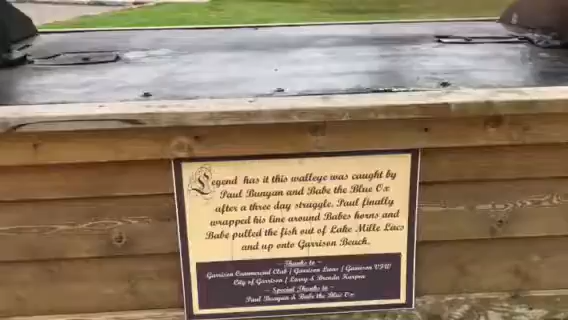 Legend has it this walleye was caught by
Paul Bunyan and Babe the Blue Ox
after a three day struggle. Paul finally
wrapped his line around Babes horns and
Babe pulled the fish out of Lake Mille Lacs
and up onto Garrison Beach.
~ Thanks to ~
Garrison Commercial Club / Garrison Lions / Garrison VFW
City of Garrison / Larry & Brenda
~ Special Thanks to ~
Paul Bunyan & Babe the Blue Ox